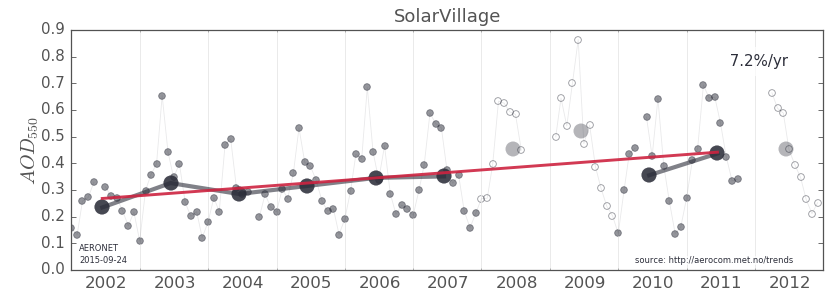 SolarVillage
0.9
0.8
0.7
0.6
0.5
0.4
0.3
0.2
0.1
0.0
AOD550
7.2%/yr
AERONET
2015-09-24
source: http://aerocom.met.no/trends
2002 2003 2004 2005 2006 2007 2008 2009 2010 2011 2012